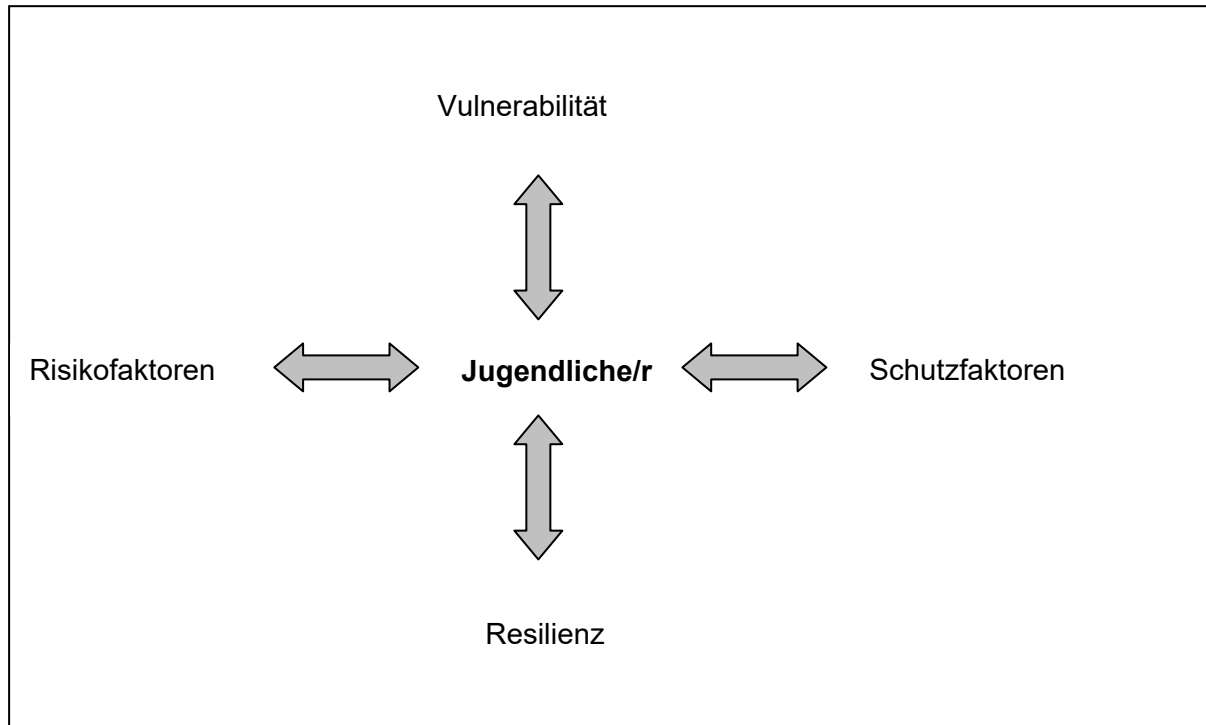 Vulnerabilität
Risikofaktoren
Jugendliche/r
Schutzfaktoren
Resilienz